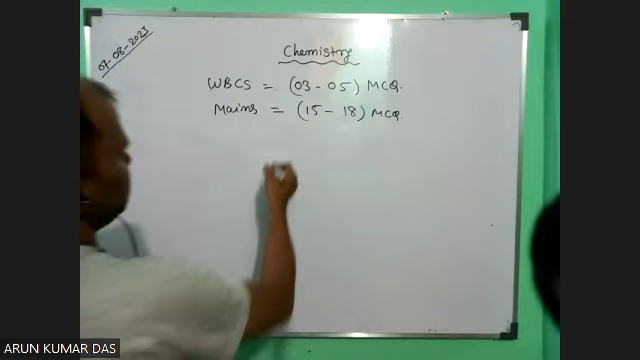 07-08-2023
Chemistry
WBCS = (03 - 05) MCQ.
Mains = (15 - 18) MCQ.
ARUN KUMAR DAS